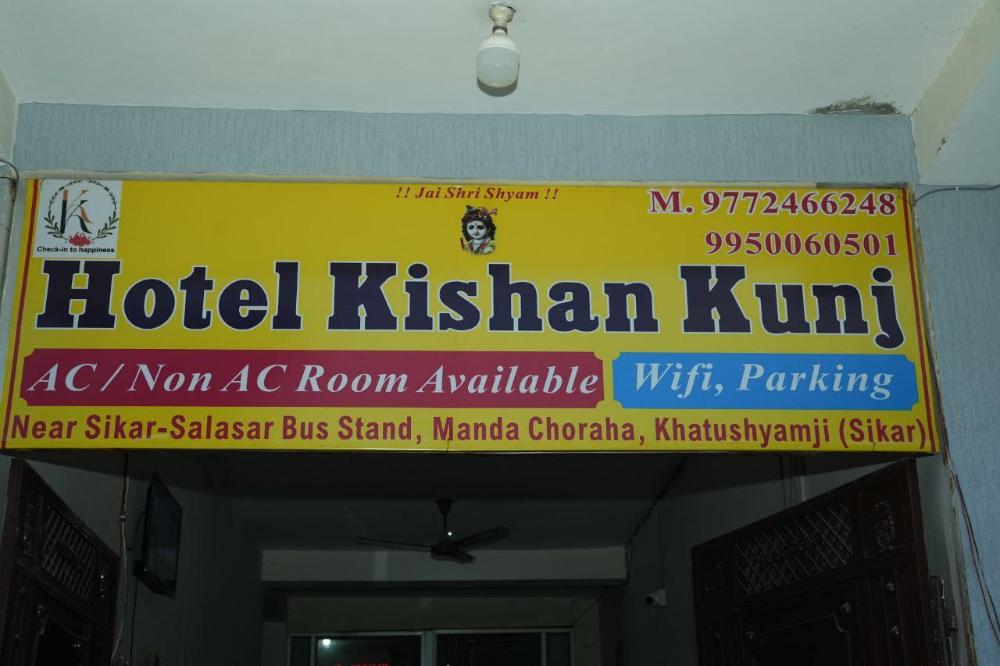 !! Jai Shri Shyam !!
M. 9772466248
9950060501
K
Check-in to happiness
Hotel Kishan Kunj
AC / Non AC Room Available
Wifi, Parking
Near Sikar-Salasar Bus Stand, Manda Choraha, Khatushyamji (Sikar)